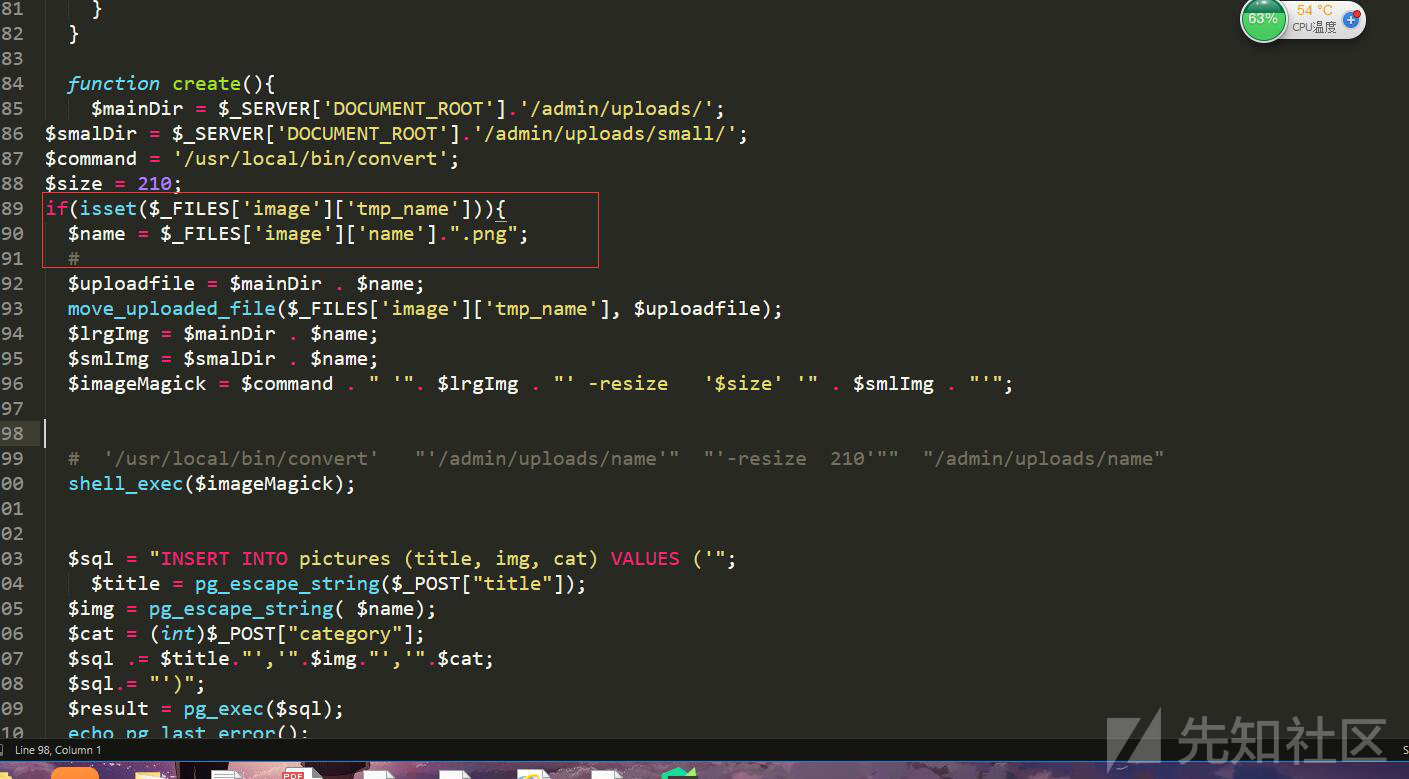 81 }
82 }
83
84 function create(){
85 $mainDir = $_SERVER['DOCUMENT_ROOT'].'/admin/uploads/';
86 $smalDir = $_SERVER['DOCUMENT_ROOT'].'/admin/uploads/small/';
87 $command = '/usr/local/bin/convert';
88 $size = 210;
89 if(isset($_FILES['image']['tmp_name'])){
90 $name = $_FILES['image']['name'].".png";
91 #
92 $uploadfile = $mainDir . $name;
93 move_uploaded_file($_FILES['image']['tmp_name'], $uploadfile);
94 $lrgImg = $mainDir . $name;
95 $smlImg = $smalDir . $name;
96 $imageMagick = $command . " '". $lrgImg . "' -resize   '$size' '" . $smlImg . "'";
97
98
99 #  '/usr/local/bin/convert'   "'/admin/uploads/name'"  "'-resize  210'""  "/admin/uploads/name"
00 shell_exec($imageMagick);
01
02
03 $sql = "INSERT INTO pictures (title, img, cat) VALUES ('";
04 $title = pg_escape_string($_POST["title"]);
05 $img = pg_escape_string( $name);
06 $cat = (int)$_POST["category"];
07 $sql .= $title."','".$img."','".$cat;
08 $sql.= "')";
09 $result = pg_exec($sql);
10 echo pg_last_error();
63%
54 °C
CPU温度
Line 98, Column 1
先知社区
PDF